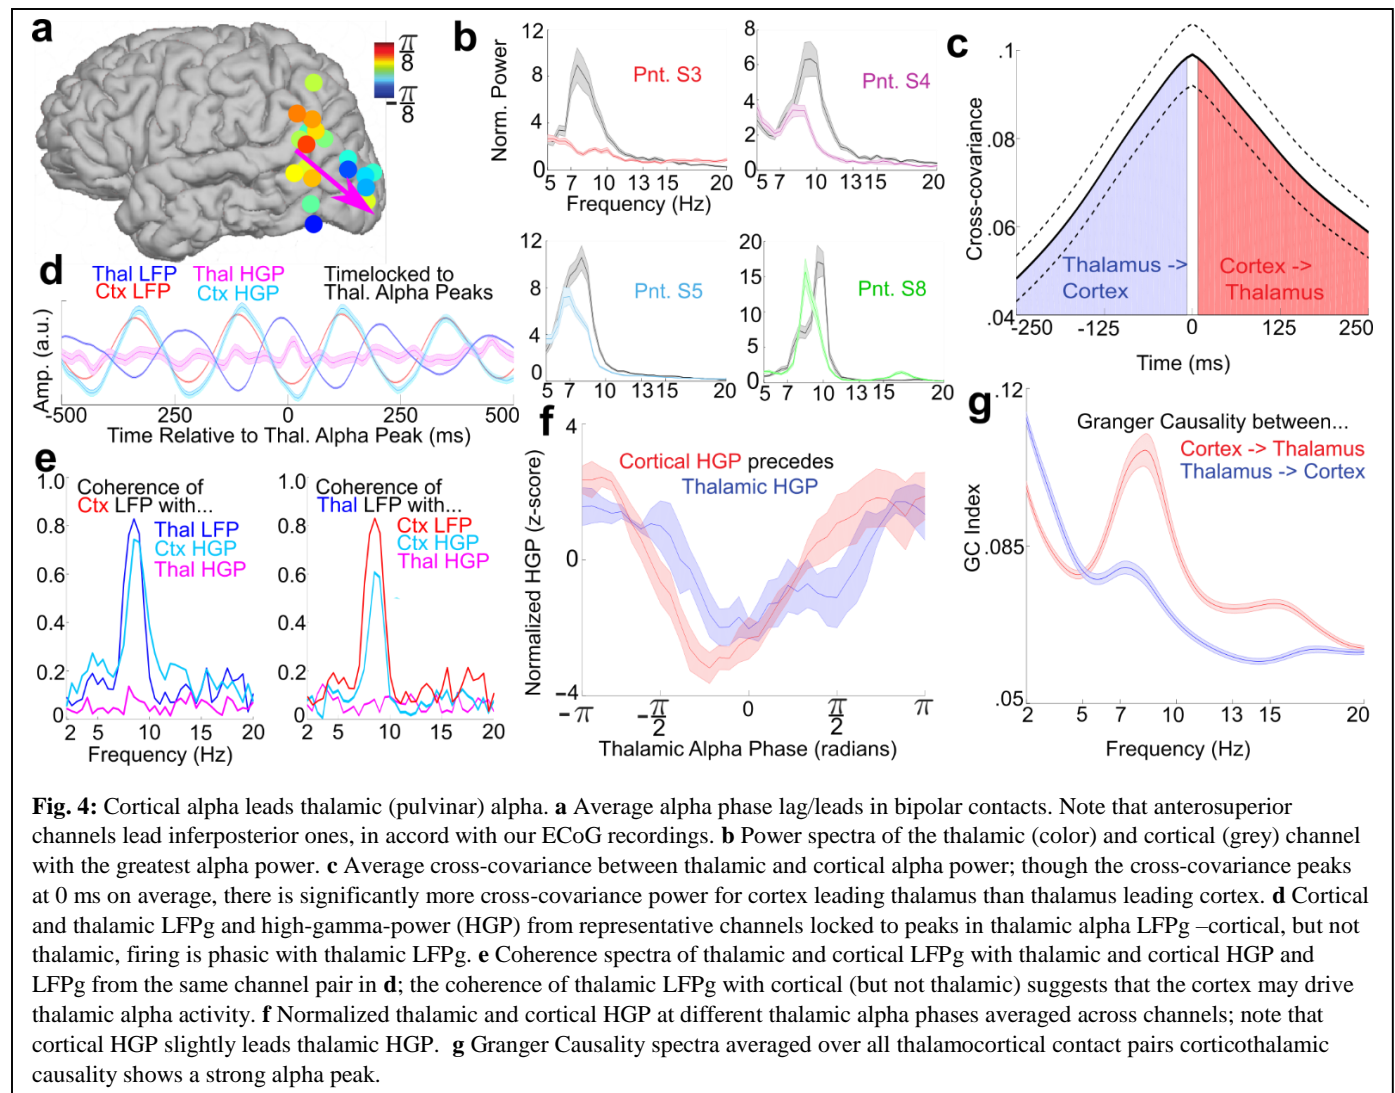 a
π
8
-π
8
b
12
8
4
0
Norm. Power
Pnt. S3
5 7 10 13 15 20
Frequency (Hz)
8
6
4
2
0
Pnt. S4
5 7 10 13 15 20
12
8
4
0
Pnt. S5
5 7 10 13 15 20
20
15
10
5
0
Pnt. S8
5 7 10 13 15 20
c
.1
.08
.06
.04
Cross-covariance
Thalamus ->
Cortex
Cortex ->
Thalamus
-250 -125 0 125 250
Time (ms)
d
Thal LFP Thal HGP Timelocked to
Ctx LFP Ctx HGP Thal. Alpha Peaks
Amp. (a.u.)
-500 250 0 250 500
Time Relative to Thal. Alpha Peak (ms)
e
1.0
0.8
0.6
0.4
0.2
0
Coherence of
Ctx LFP with...
Thal LFP
Ctx HGP
Thal HGP
2 5 10 15 20
Frequency (Hz)
1.0
0.8
0.6
0.4
0.2
0
Coherence of
Thal LFP with...
Ctx LFP
Ctx HGP
Thal HGP
2 5 10 15 20
f
4
0
−4
Normalized HGP (z-score)
Cortical HGP precedes
Thalamic HGP
−π −π/2 0 π/2 π
Thalamic Alpha Phase (radians)
g
.12
.085
.05
GC Index
Granger Causality between...
Cortex -> Thalamus
Thalamus -> Cortex
2 5 7 10 13 15 20
Frequency (Hz)
Fig. 4: Cortical alpha leads thalamic (pulvinar) alpha. a Average alpha phase lag/leads in bipolar contacts. Note that anterosuperior
channels lead inferposterior ones, in accord with our ECoG recordings. b Power spectra of the thalamic (color) and cortical (grey) channel
with the greatest alpha power. c Average cross-covariance between thalamic and cortical alpha power; though the cross-covariance peaks
at 0 ms on average, there is significantly more cross-covariance power for cortex leading thalamus than thalamus leading cortex. d Cortical
and thalamic LFPg and high-gamma-power (HGP) from representative channels locked to peaks in thalamic alpha LFPg –cortical, but not
thalamic, firing is phasic with thalamic LFPg. e Coherence spectra of thalamic and cortical LFPg with thalamic and cortical HGP and
LFPg from the same channel pair in d; the coherence of thalamic LFPg with cortical (but not thalamic) suggests that the cortex may drive
thalamic alpha activity. f Normalized thalamic and cortical HGP at different thalamic alpha phases averaged across channels; note that
cortical HGP slightly leads thalamic HGP. g Granger Causality spectra averaged over all thalamocortical contact pairs corticothalamic
causality shows a strong alpha peak.